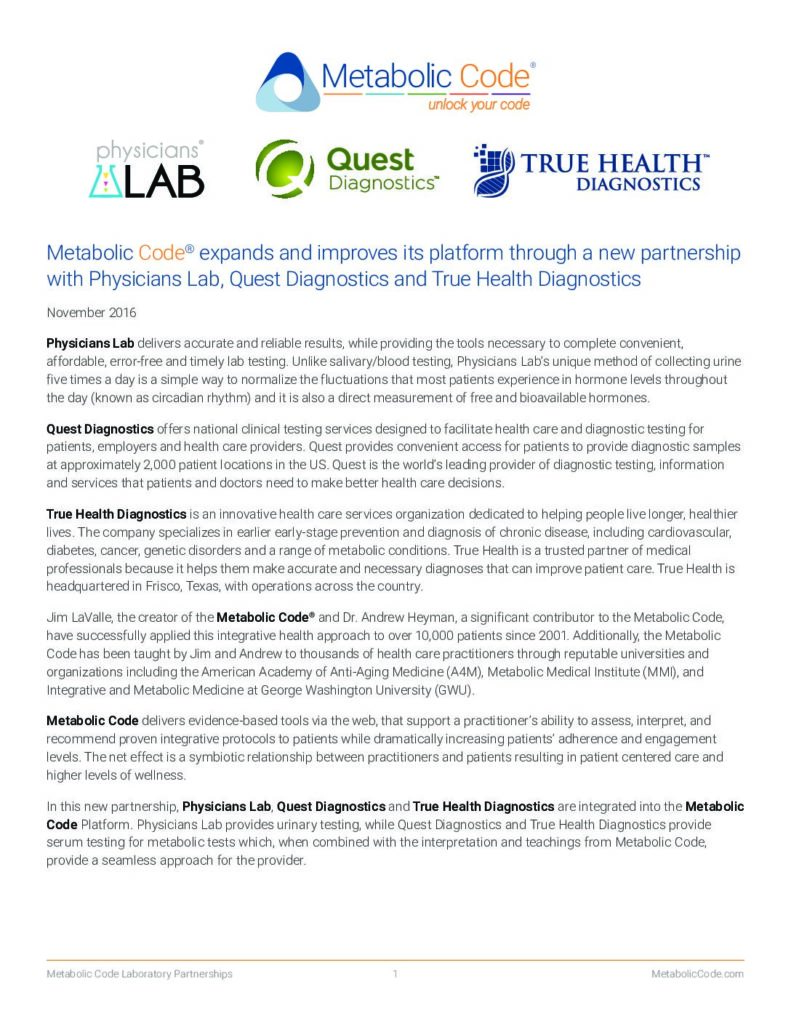 Metabolic Code®
unlock your code
physicians®
LAB
Quest
Diagnostics™
TRUE HEALTH™
DIAGNOSTICS
Metabolic Code® expands and improves its platform through a new partnership
with Physicians Lab, Quest Diagnostics and True Health Diagnostics
November 2016
Physicians Lab delivers accurate and reliable results, while providing the tools necessary to complete convenient,
affordable, error-free and timely lab testing. Unlike salivary/blood testing, Physicians Lab's unique method of collecting urine
five times a day is a simple way to normalize the fluctuations that most patients experience in hormone levels throughout
the day (known as circadian rhythm) and it is also a direct measurement of free and bioavailable hormones.
Quest Diagnostics offers national clinical testing services designed to facilitate health care and diagnostic testing for
patients, employers and health care providers. Quest provides convenient access for patients to provide diagnostic samples
at approximately 2,000 patient locations in the US. Quest is the world's leading provider of diagnostic testing, information
and services that patients and doctors need to make better health care decisions.
True Health Diagnostics is an innovative health care services organization dedicated to helping people live longer, healthier
lives. The company specializes in earlier early-stage prevention and diagnosis of chronic disease, including cardiovascular,
diabetes, cancer, genetic disorders and a range of metabolic conditions. True Health is a trusted partner of medical
professionals because it helps them make accurate and necessary diagnoses that can improve patient care. True Health is
headquartered in Frisco, Texas, with operations across the country.
Jim LaValle, the creator of the Metabolic Code® and Dr. Andrew Heyman, a significant contributor to the Metabolic Code,
have successfully applied this integrative health approach to over 10,000 patients since 2001. Additionally, the Metabolic
Code has been taught by Jim and Andrew to thousands of health care practitioners through reputable universities and
organizations including the American Academy of Anti-Aging Medicine (A4M), Metabolic Medical Institute (MMI), and
Integrative and Metabolic Medicine at George Washington University (GWU).
Metabolic Code delivers evidence-based tools via the web, that support a practitioner's ability to assess, interpret, and
recommend proven integrative protocols to patients while dramatically increasing patients' adherence and engagement
levels. The net effect is a symbiotic relationship between practitioners and patients resulting in patient centered care and
higher levels of wellness.
In this new partnership, Physicians Lab, Quest Diagnostics and True Health Diagnostics are integrated into the Metabolic
Code Platform. Physicians Lab provides urinary testing, while Quest Diagnostics and True Health Diagnostics provide
serum testing for metabolic tests which, when combined with the interpretation and teachings from Metabolic Code,
provide a seamless approach for the provider.
Metabolic Code Laboratory Partnerships 1 MetabolicCode.com